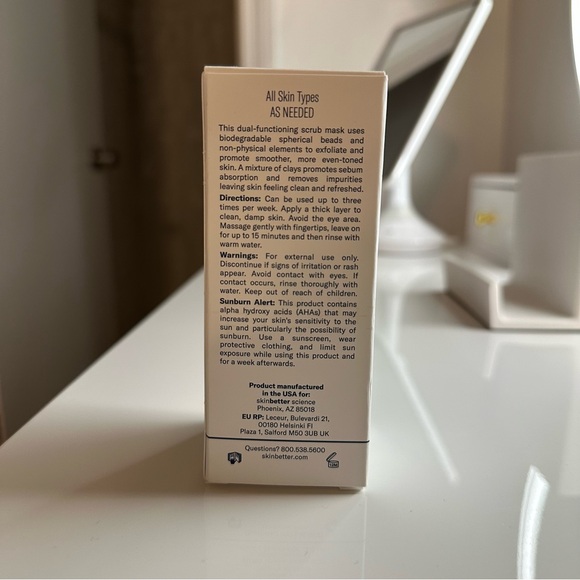 All Skin Types
AS NEEDED
This dual-functioning scrub mask uses
biodegradable spherical beads and
non-physical elements to exfoliate and
promote smoother, more even-toned
skin. A mixture of clays promotes sebum
absorption and removes impurities
leaving skin feeling clean and refreshed.
Directions: Can be used up to three
times per week. Apply a thick layer to
clean, damp skin. Avoid the eye area.
Massage gently with fingertips, leave on
for up to 15 minutes and then rinse with
warm water.
Warnings: For external use only.
Discontinue if signs of irritation or rash
appear. Avoid contact with eyes. If
contact occurs, rinse thoroughly with
water. Keep out of reach of children.
Sunburn Alert: This product contains
alpha hydroxy acids (AHAs) that may
increase your skin's sensitivity to the
sun and particularly the possibility of
sunburn. Use a sunscreen, wear
protective clothing, and limit sun
exposure while using this product and
for a week afterwards.
Product manufactured
in the USA for:
skinbetter science
Phoenix, AZ 85018
EU RP: Leceur, Bulevardi 21,
00180 Helsinki FI
Plaza 1, Salford M50 3UB UK
Questions? 800.538.5600
skinbetter.com